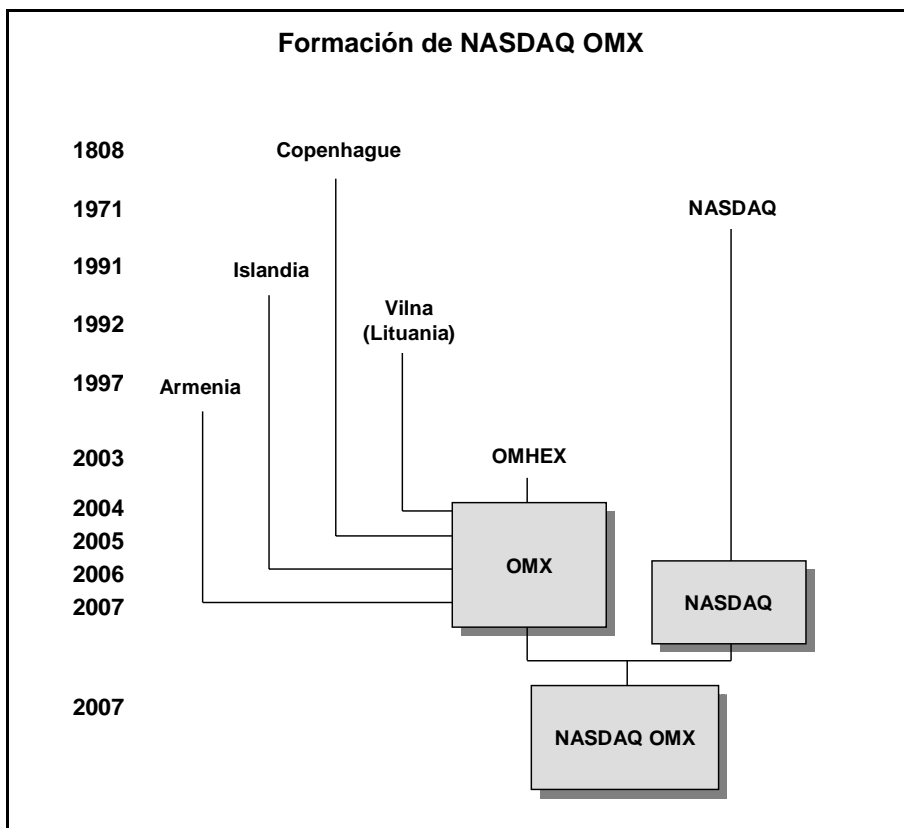 Formación de NASDAQ OMX
1808
Copenhague
1971
NASDAQ
1991
Islandia
1992
Vilna
(Lituania)
1997
Armenia
2003
OMHEX
2004
2005
OMX
2006
2007
NASDAQ
2007
NASDAQ OMX